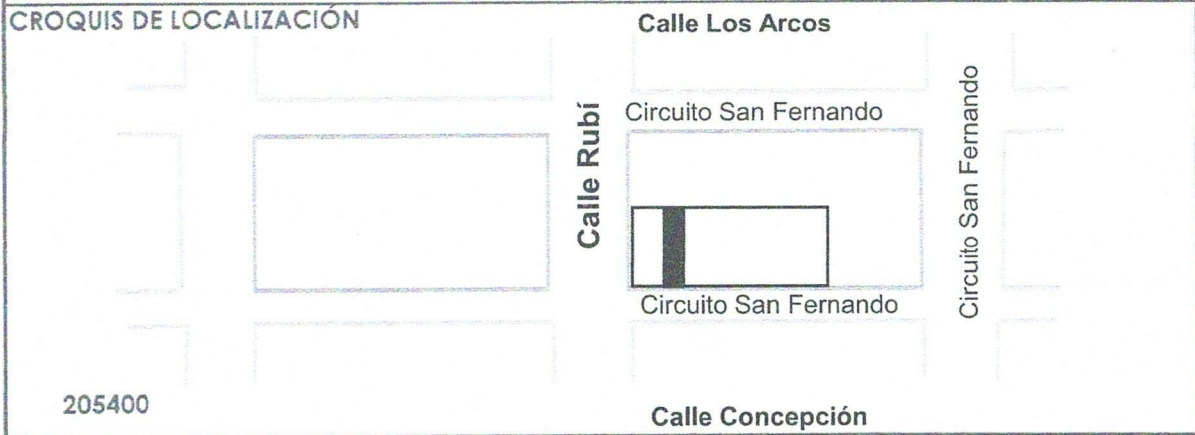 CROQUIS DE LOCALIZACIÓN
Calle Los Arcos
Circuito San Fernando
Calle Rubí
Circuito San Fernando
Circuito San Fernando
205400
Calle Concepción